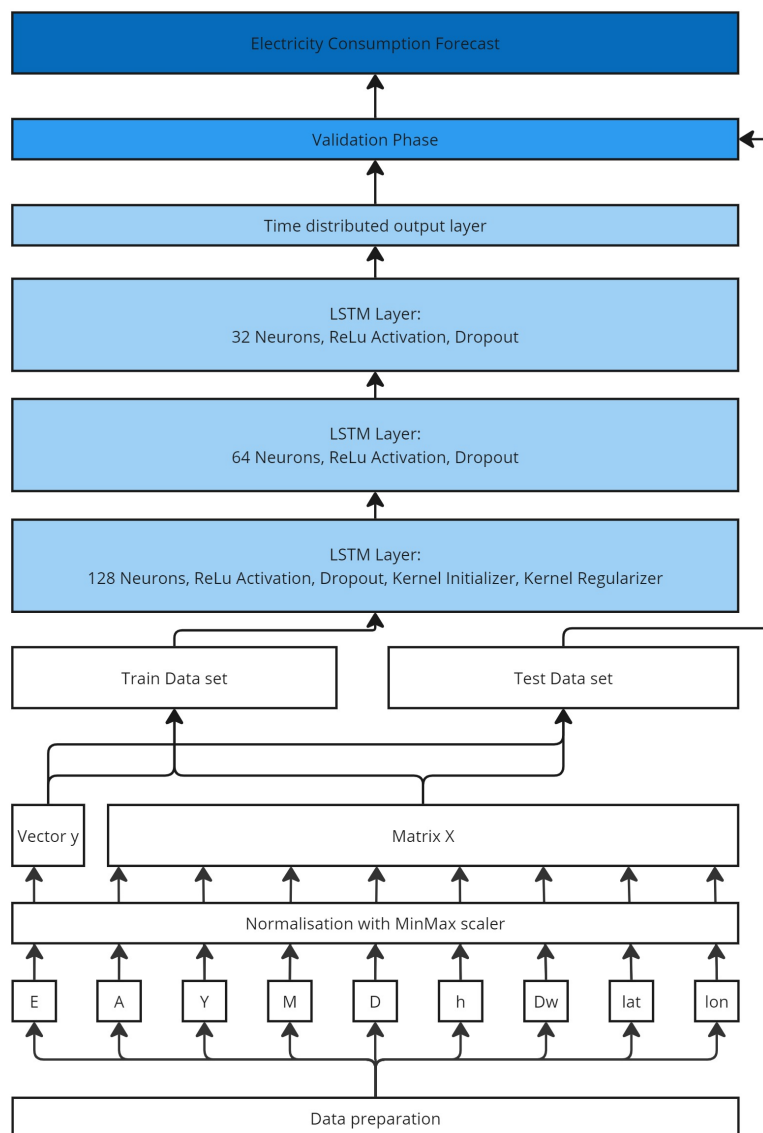 Electricity Consumption Forecast
Validation Phase
Time distributed output layer
LSTM Layer:
32 Neurons, ReLu Activation, Dropout
LSTM Layer:
64 Neurons, ReLu Activation, Dropout
LSTM Layer:
128 Neurons, ReLu Activation, Dropout, Kernel Initializer, Kernel Regularizer
Train Data set
Test Data set
Vector y
Matrix X
Normalisation with MinMax scaler
E
A
Y
M
D
h
Dw
lat
lon
Data preparation